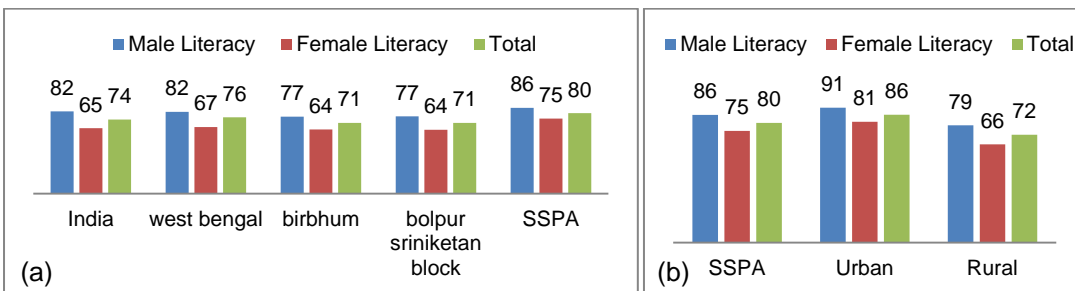 Male Literacy Female Literacy Total
82 65 74 82 67 76 77 64 71 77 64 71 86 75 80
India west bengal birbhum bolpur sriniketan block SSPA
(a)
Male Literacy Female Literacy Total
86 75 80 91 81 86 79 66 72
SSPA Urban Rural
(b)